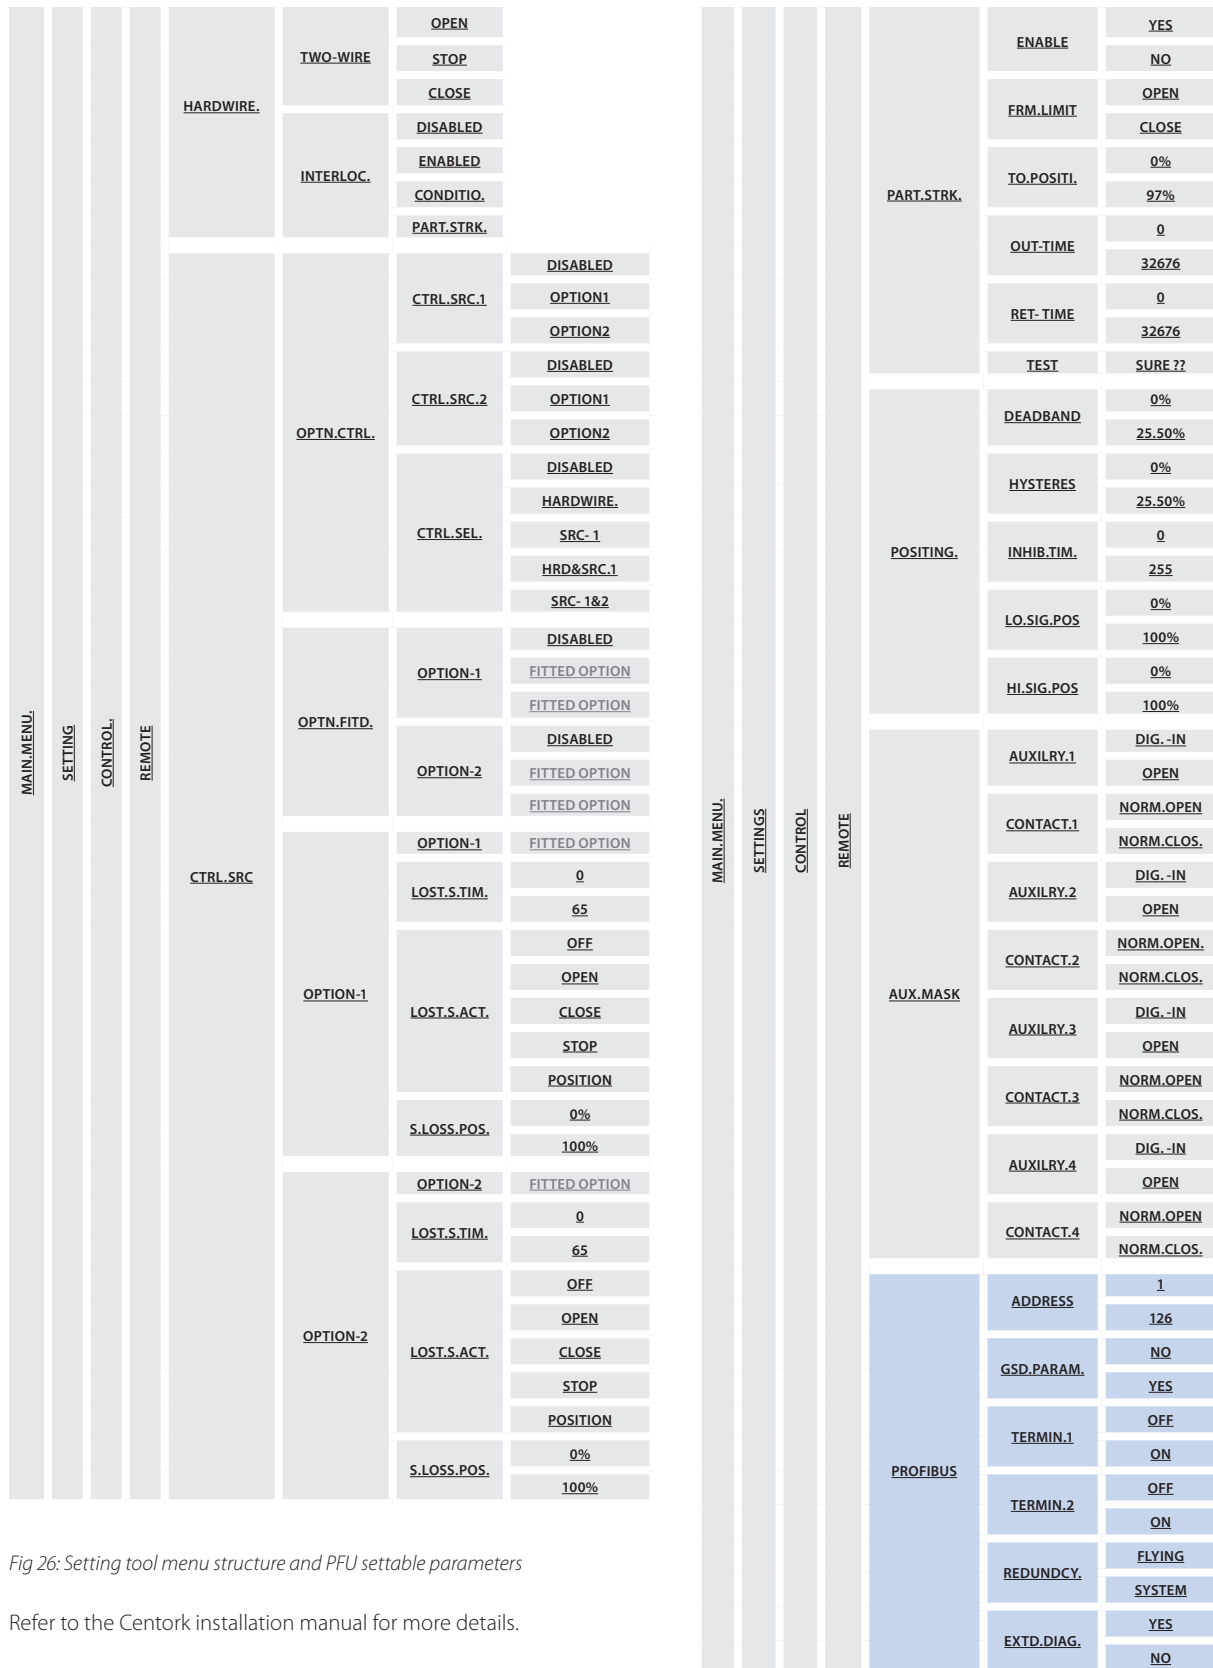 MAIN.MENU.
SETTING
CONTROL.
REMOTE
HARDWIRE.
TWO-WIRE
OPEN
STOP
CLOSE
INTERLOC.
DISABLED
ENABLED
CONDITIO.
PART.STRK.
CTRL.SRC
OPTN.CTRL.
CTRL.SRC.1
DISABLED
OPTION1
OPTION2
CTRL.SRC.2
DISABLED
OPTION1
OPTION2
CTRL.SEL.
DISABLED
HARDWIRE.
SRC- 1
HRD&SRC.1
SRC- 1&2
OPTN.FITD.
OPTION-1
DISABLED
FITTED OPTION
FITTED OPTION
OPTION-2
DISABLED
FITTED OPTION
FITTED OPTION
OPTION-1
OPTION-1
FITTED OPTION
LOST.S.TIM.
0
65
LOST.S.ACT.
OFF
OPEN
CLOSE
STOP
POSITION
S.LOSS.POS.
0%
100%
OPTION-2
OPTION-2
FITTED OPTION
LOST.S.TIM.
0
65
LOST.S.ACT.
OFF
OPEN
CLOSE
STOP
POSITION
S.LOSS.POS.
0%
100%
Fig 26: Setting tool menu structure and PFU settable parameters
Refer to the Centork installation manual for more details.
MAIN.MENU.
SETTINGS
CONTROL
REMOTE
PART.STRK.
ENABLE
YES
NO
FRM.LIMIT
OPEN
CLOSE
TO.POSITI.
0%
97%
OUT-TIME
0
32676
RET- TIME
0
32676
TEST
SURE ??
POSITING.
DEADBAND
0%
25.50%
HYSTERES
0%
25.50%
INHIB.TIM.
0
255
LO.SIG.POS
0%
100%
HI.SIG.POS
0%
100%
AUX.MASK
AUXILRY.1
DIG. -IN
OPEN
CONTACT.1
NORM.OPEN
NORM.CLOS.
AUXILRY.2
DIG. -IN
OPEN
CONTACT.2
NORM.OPEN.
NORM.CLOS.
AUXILRY.3
DIG. -IN
OPEN
CONTACT.3
NORM.OPEN
NORM.CLOS.
AUXILRY.4
DIG. -IN
OPEN
CONTACT.4
NORM.OPEN
NORM.CLOS.
PROFIBUS
ADDRESS
1
126
GSD.PARAM.
NO
YES
TERMIN.1
OFF
ON
TERMIN.2
OFF
ON
REDUNDCY.
FLYING
SYSTEM
EXTD.DIAG.
YES
NO